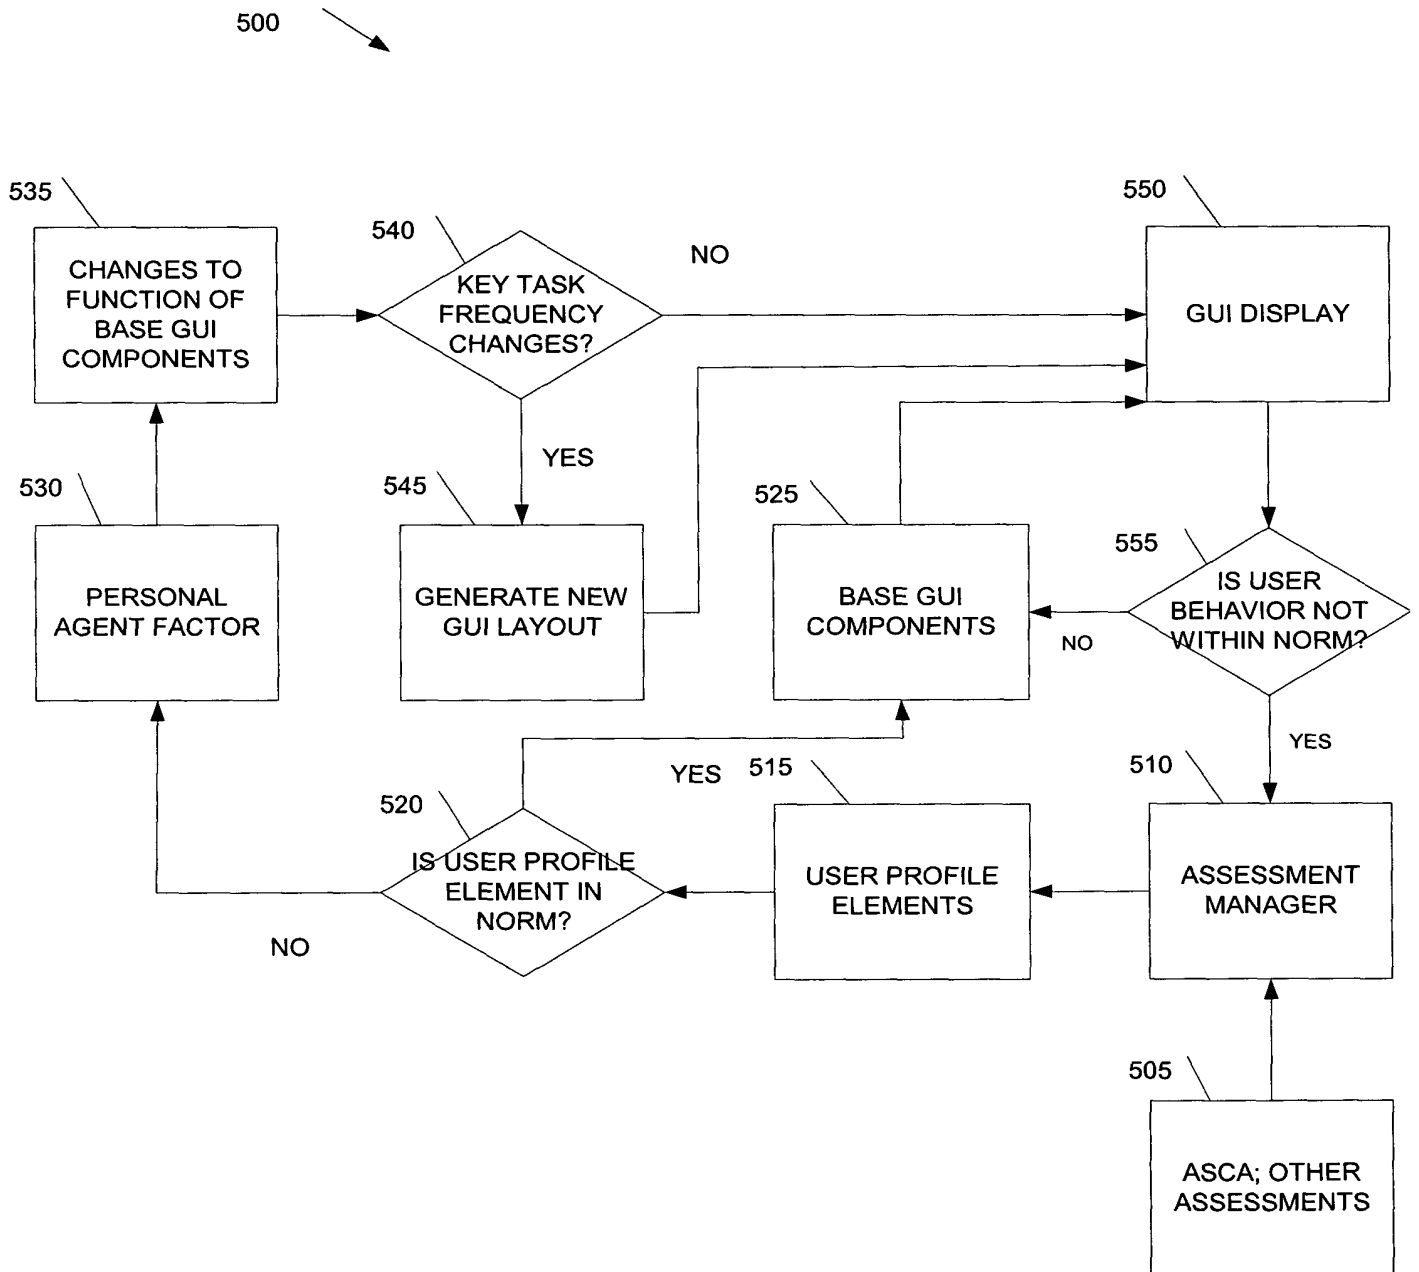 500
535
CHANGES TO
FUNCTION OF
BASE GUI
COMPONENTS
540
KEY TASK
FREQUENCY
CHANGES?
NO
550
GUI DISPLAY
YES
530
PERSONAL
AGENT FACTOR
545
GENERATE NEW
GUI LAYOUT
525
BASE GUI
COMPONENTS
555
IS USER
BEHAVIOR NOT
WITHIN NORM?
NO
YES
520
IS USER PROFILE
ELEMENT IN
NORM?
YES
NO
515
USER PROFILE
ELEMENTS
510
ASSESSMENT
MANAGER
505
ASCA; OTHER
ASSESSMENTS